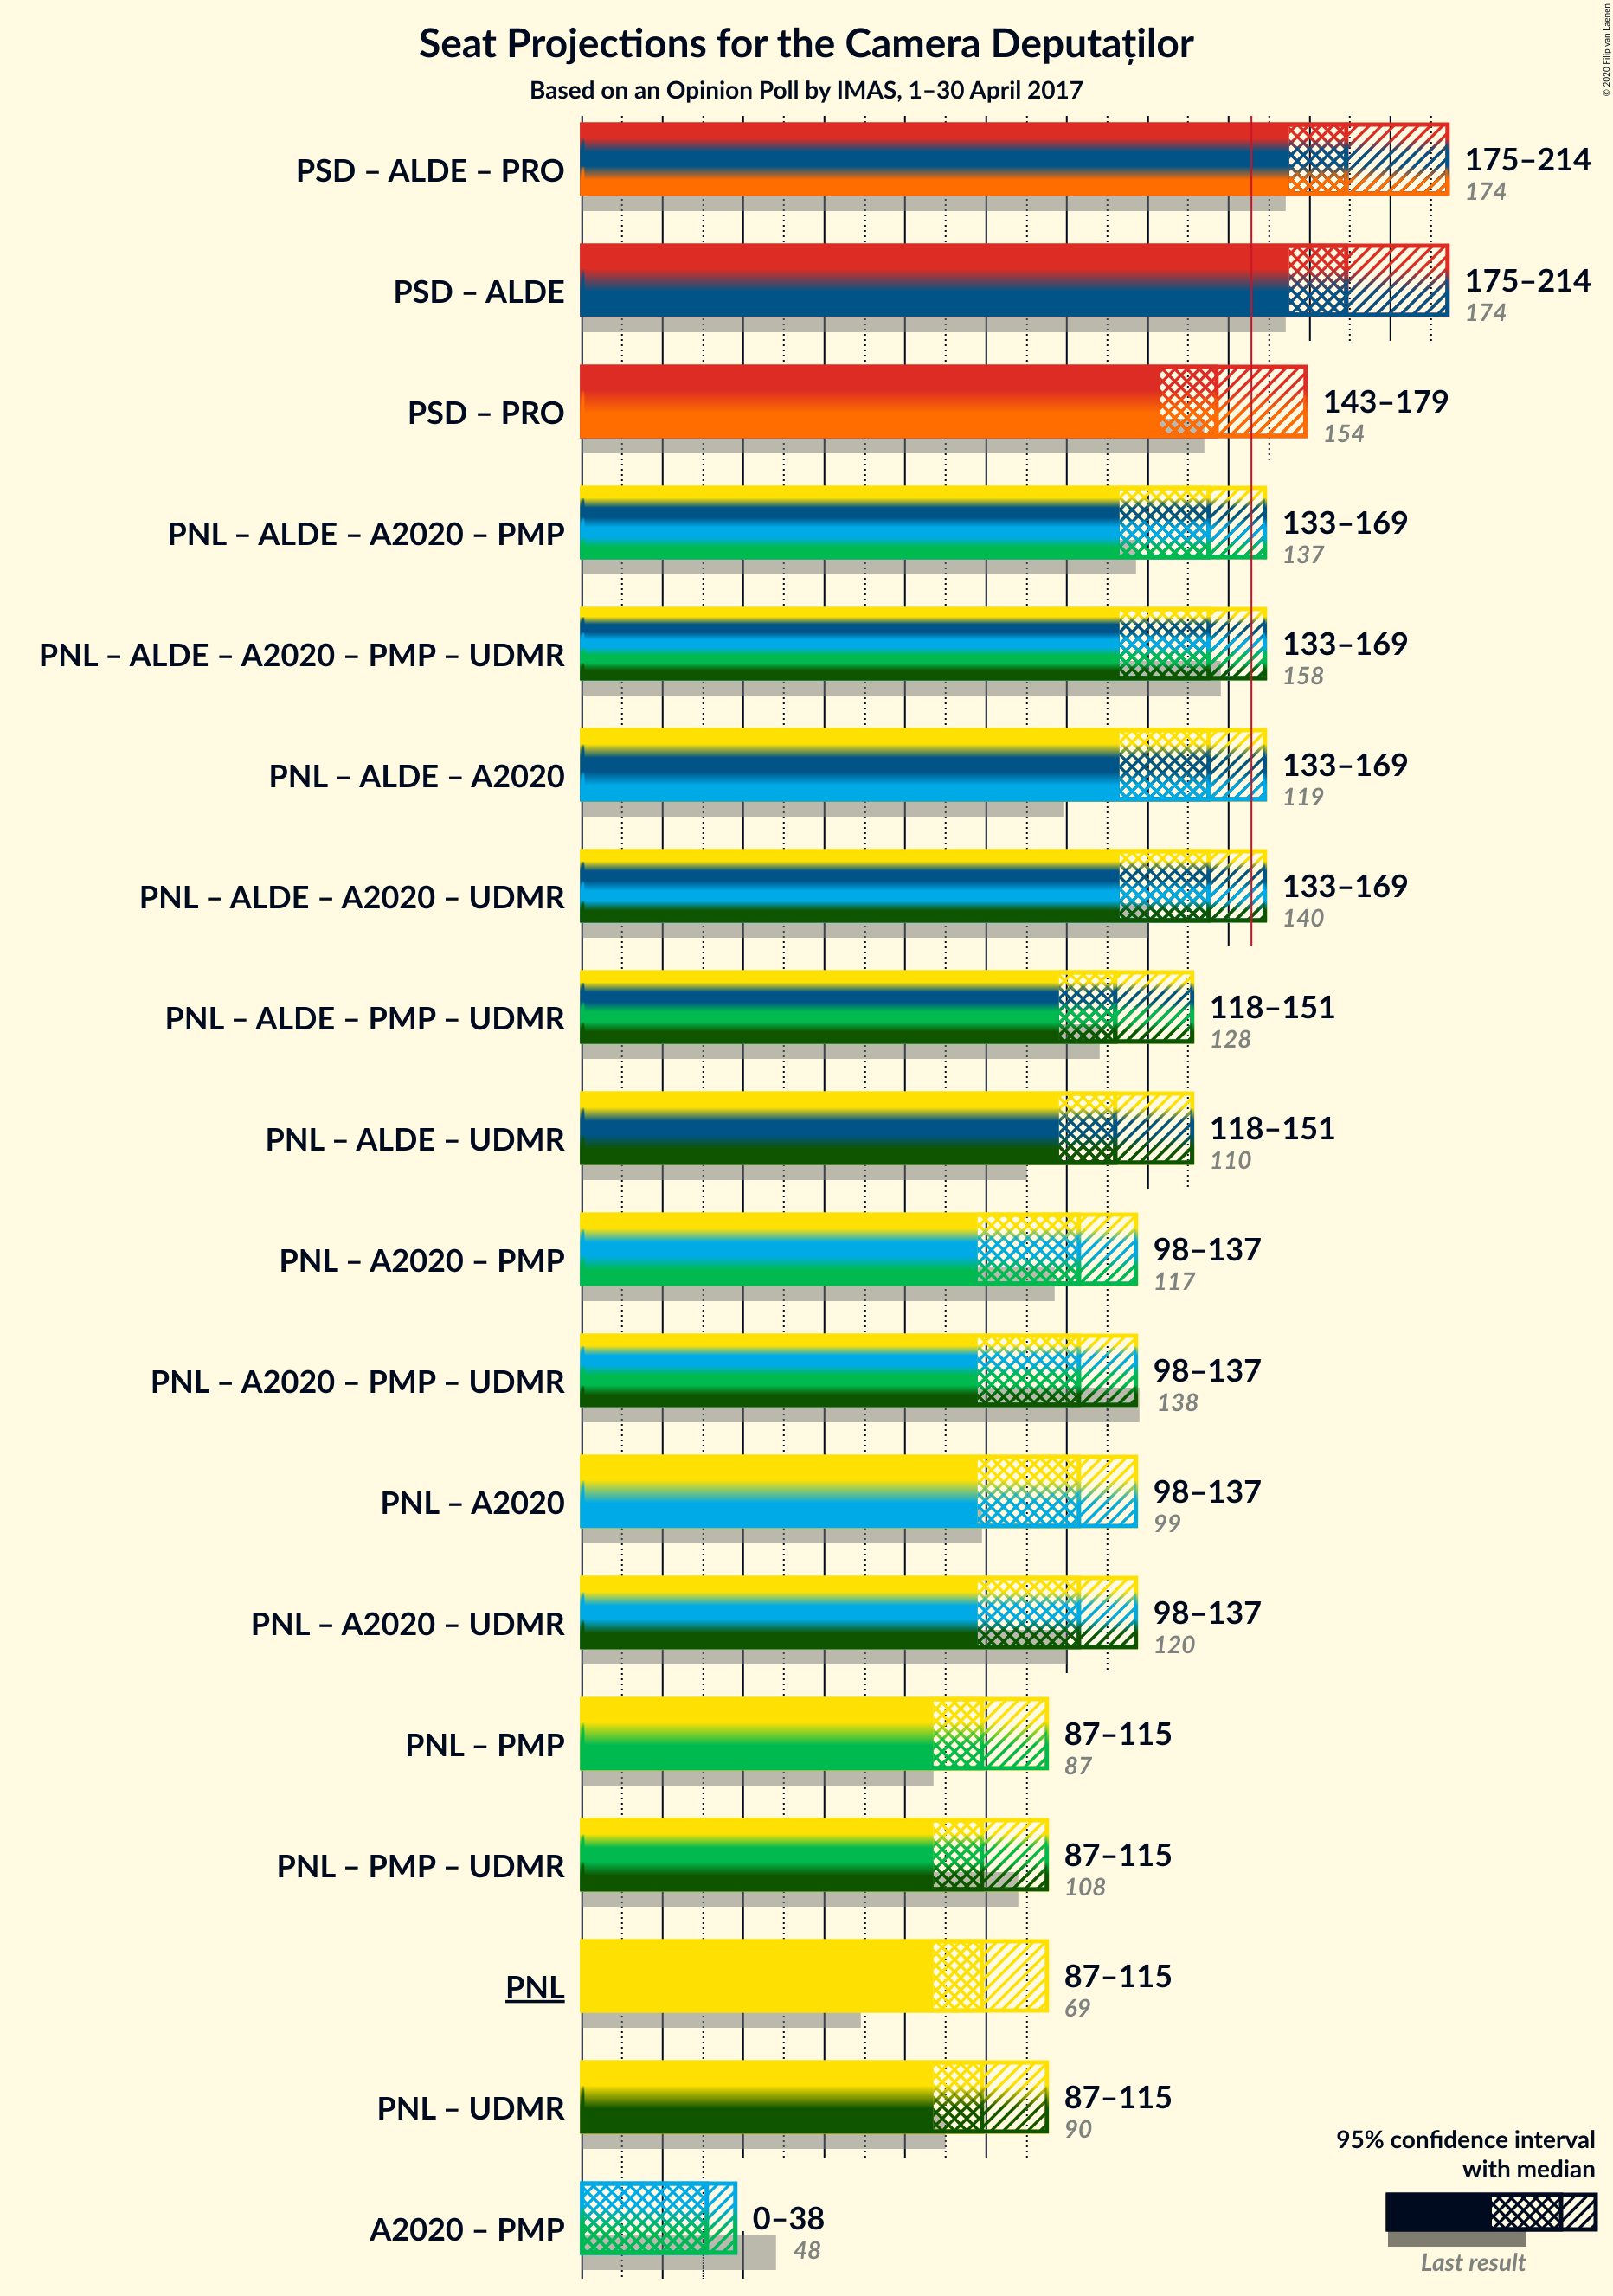 Seat Projections for the Camera Deputaților
Based on an Opinion Poll by IMAS, 1–30 April 2017
© 2020 Filip van Laenen
PSD – ALDE – PRO
175–214
174
PSD – ALDE
175–214
174
PSD – PRO
143–179
154
PNL – ALDE – A2020 – PMP
133–169
137
PNL – ALDE – A2020 – PMP – UDMR
133–169
158
PNL – ALDE – A2020
133–169
119
PNL – ALDE – A2020 – UDMR
133–169
140
PNL – ALDE – PMP – UDMR
118–151
128
PNL – ALDE – UDMR
118–151
110
PNL – A2020 – PMP
98–137
117
PNL – A2020 – PMP – UDMR
98–137
138
PNL – A2020
98–137
99
PNL – A2020 – UDMR
98–137
120
PNL – PMP
87–115
87
PNL – PMP – UDMR
87–115
108
PNL
87–115
69
PNL – UDMR
87–115
90
A2020 – PMP
0–38
48
95% confidence interval
with median
Last result